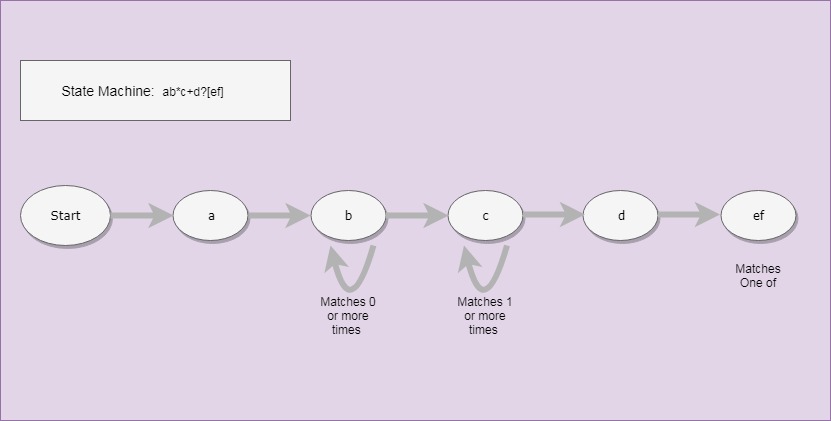 State Machine: ab*c+d?[ef]
Start
a
b
c
d
ef
Matches 0
or more
times
Matches 1
or more
times
Matches
One of